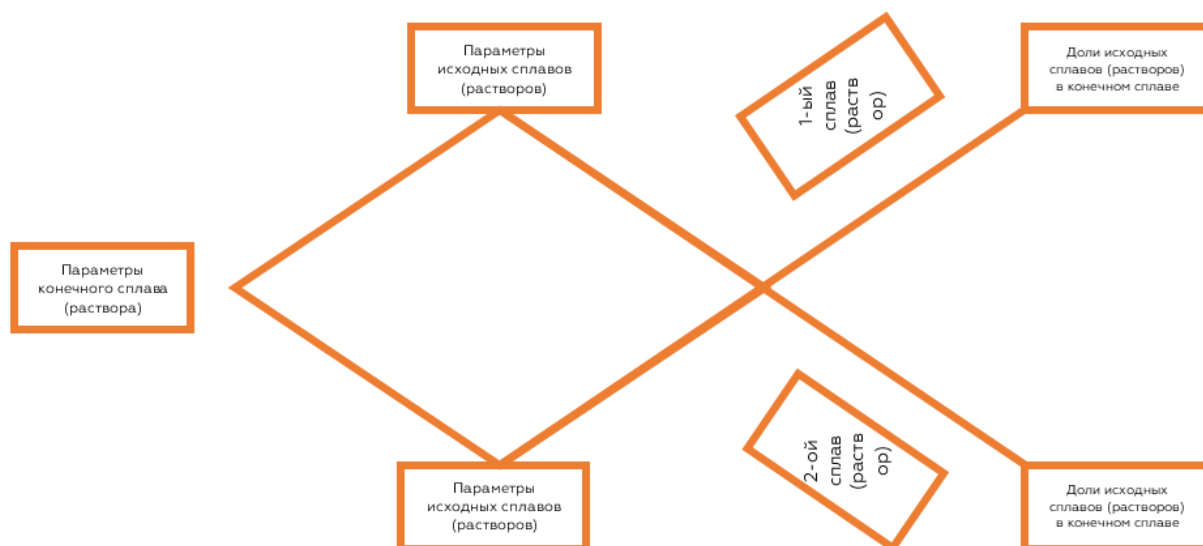 Параметры
исходных сплавов
(растворов)
1-ый
сплав
(раств
ор)
Доли исходных
сплавов (растворов)
в конечном сплаве
Параметры
конечного сплава
(раствора)
Параметры
исходных сплавов
(растворов)
2-ой
сплав
(раств
ор)
Доли исходных
сплавов (растворов)
в конечном сплаве